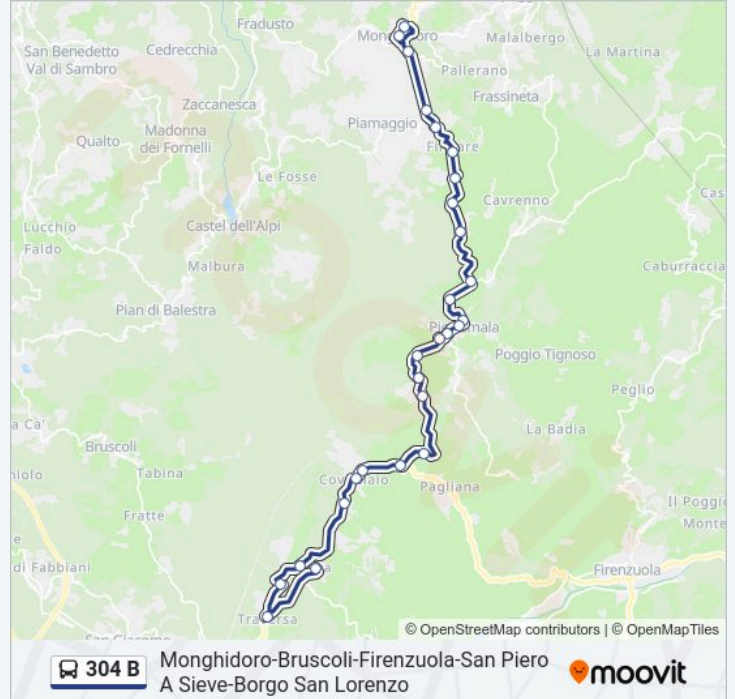 Fradusto
San Benedetto
Val di Sambro
Cedrecchia
Malalbergo
La Martina
Pallerano
Zaccanesca
Frassineta
Qualto
Madonna
dei Fornelli
Piamaggio
Le Fosse
Cavrenno
Lucchio
Faldo
Castel dell'Alpi
Malbura
Caburraccia
Pian di Balestra
Poggio Tignoso
Peglio
a Ca'
La Badia
Bruscoli
Tabina
Pagliana
Fratte
Il Poggio
Monte
di Fabbiani
Firenzuola
San Giacomo
© OpenStreetMap contributors | © OpenMapTiles
304 B
Monghidoro-Bruscoli-Firenzuola-San Piero
A Sieve-Borgo San Lorenzo
moovit